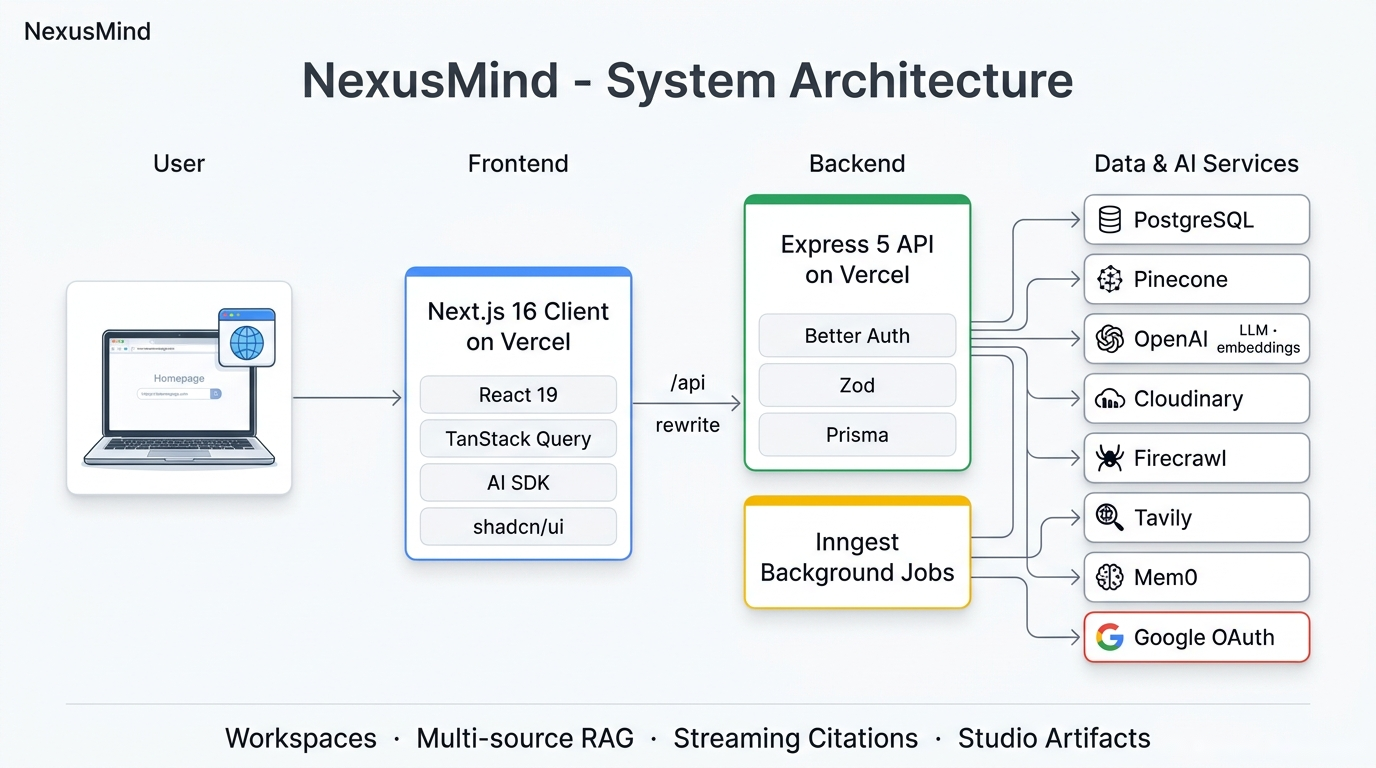 NexusMind
NexusMind - System Architecture
User
Frontend
Backend
Data & AI Services
Homepage
Next.js 16 Client
on Vercel
React 19
TanStack Query
AI SDK
shadcn/ui
/api
rewrite
Express 5 API
on Vercel
Better Auth
Zod
Prisma
Inngest
Background Jobs
PostgreSQL
Pinecone
OpenAI
LLM ·
embeddings
Cloudinary
Firecrawl
Tavily
Mem0
Google OAuth
Workspaces · Multi-source RAG · Streaming Citations · Studio Artifacts